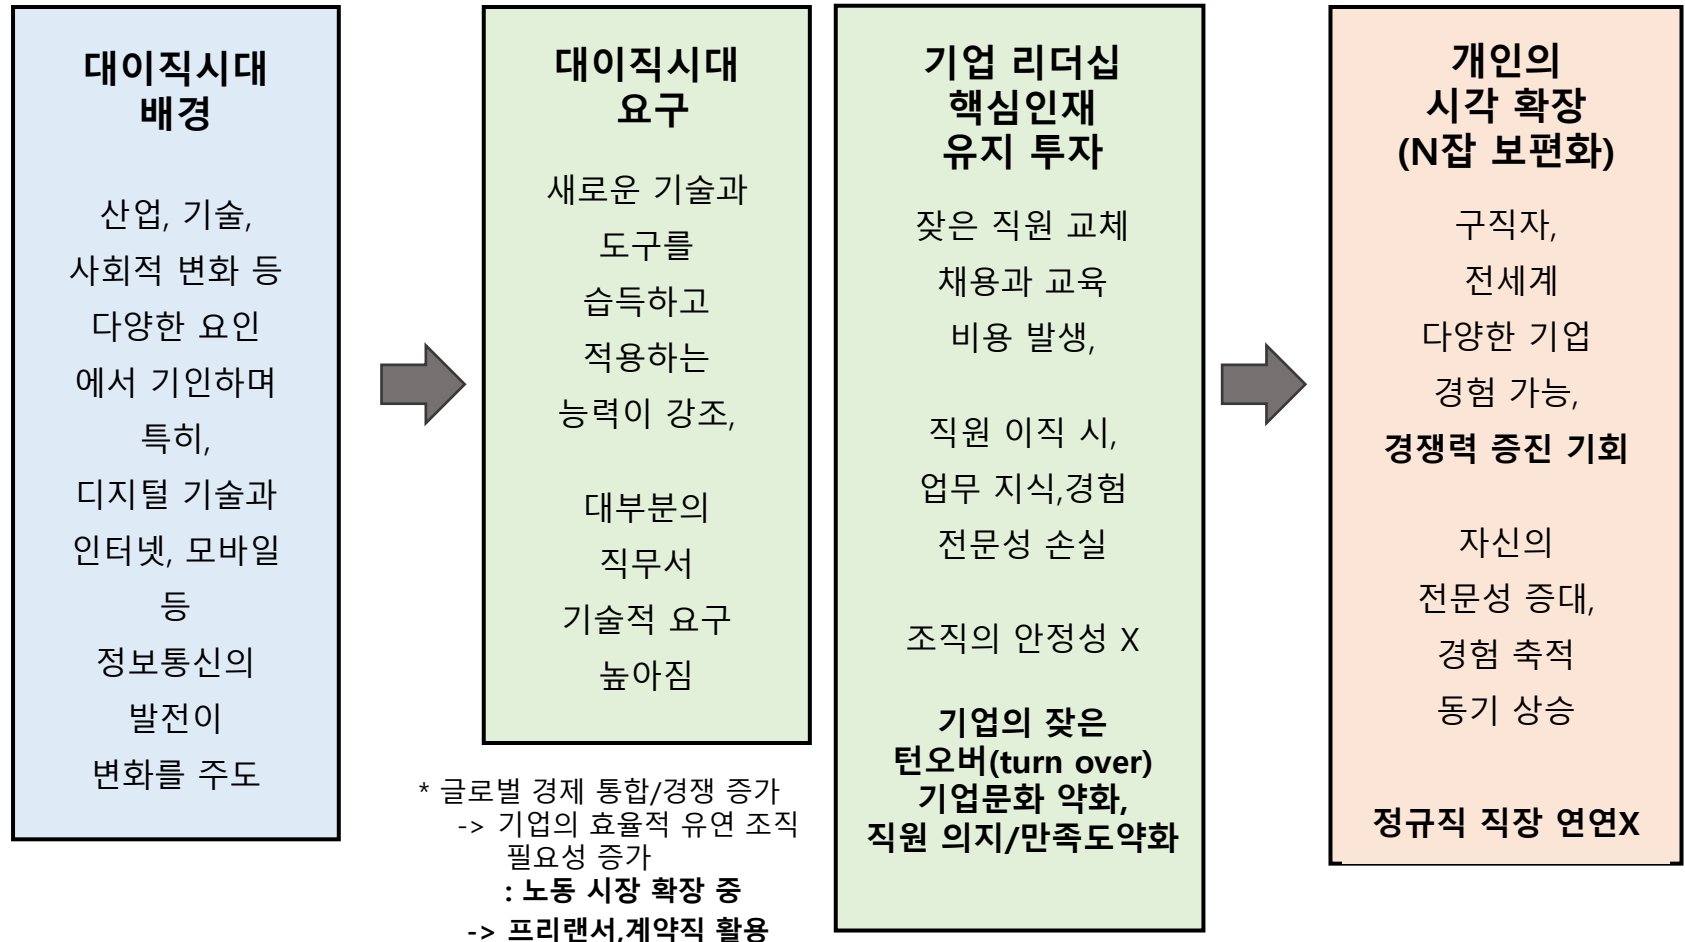 대이직시대
배경
산업, 기술,
사회적 변화 등
다양한 요인
에서 기인하며
특히,
디지털 기술과
인터넷, 모바일
등
정보통신의
발전이
변화를 주도
대이직시대
요구
새로운 기술과
도구를
습득하고
적용하는
능력이 강조,
대부분의
직무서
기술적 요구
높아짐
* 글로벌 경제 통합/경쟁 증가
-> 기업의 효율적 유연 조직
필요성 증가
: 노동 시장 확장 중
-> 프리랜서,계약직 활용
기업 리더십
핵심인재
유지 투자
잦은 직원 교체
채용과 교육
비용 발생,
직원 이직 시,
업무 지식,경험
전문성 손실
조직의 안정성 X
기업의 잦은
턴오버(turn over)
기업문화 약화,
직원 의지/만족도약화
개인의
시각 확장
(N잡 보편화)
구직자,
전세계
다양한 기업
경험 가능,
경쟁력 증진 기회
자신의
전문성 증대,
경험 축적
동기 상승
정규직 직장 연연X